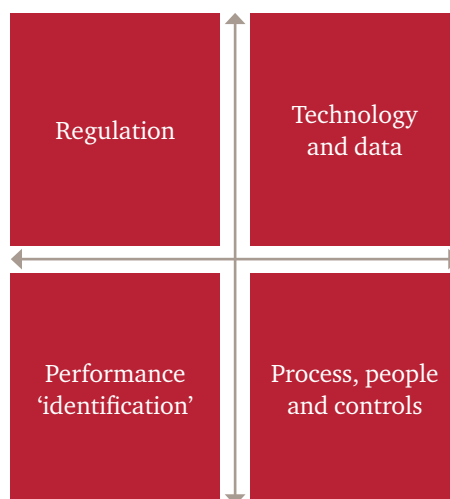 Regulation
Technology
and data
Performance
‘identification’
Process, people
and controls